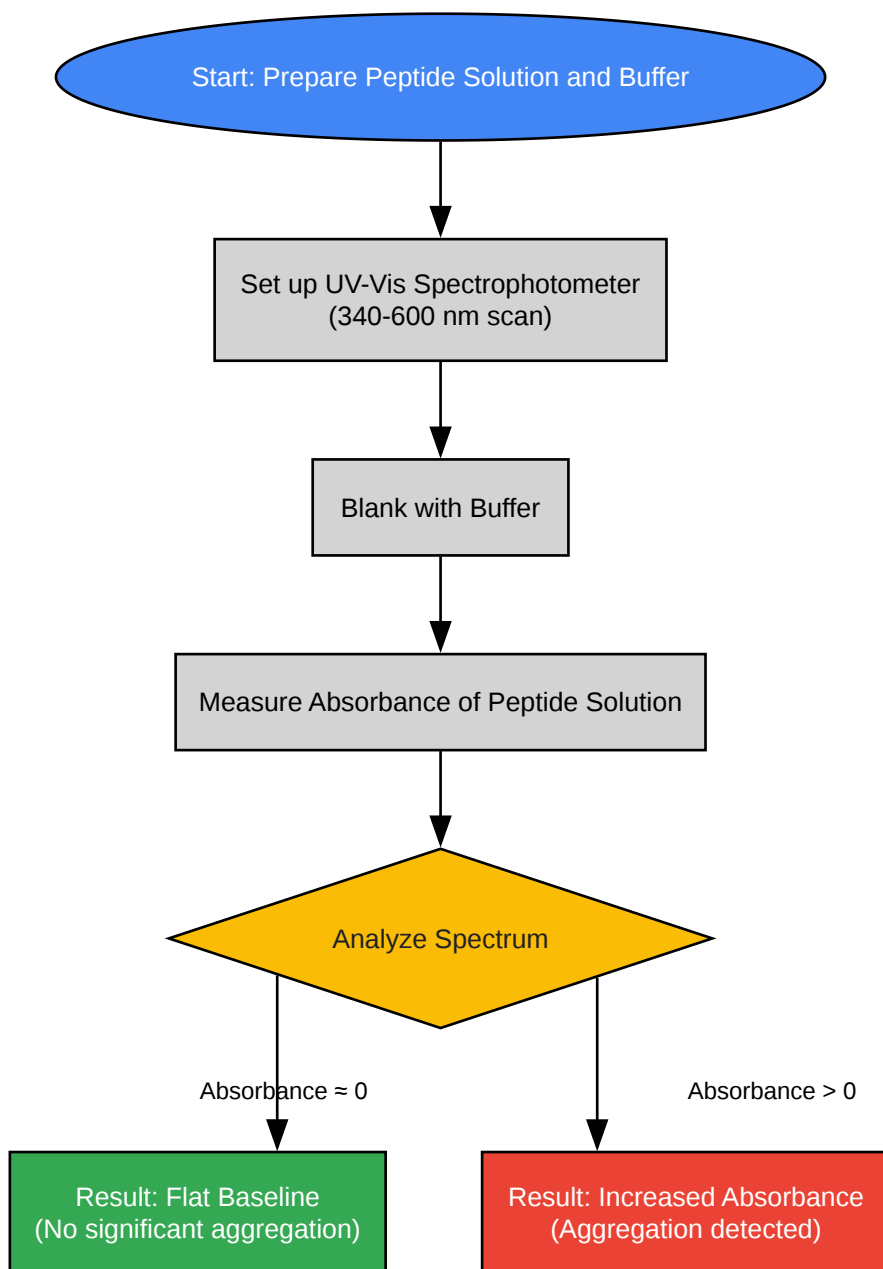 Start: Prepare Peptide Solution and Buffer
Set up UV-Vis Spectrophotometer
(340-600 nm scan)
Blank with Buffer
Measure Absorbance of Peptide Solution
Analyze Spectrum
Absorbance ≈ 0
Absorbance > 0
Result: Flat Baseline
(No significant aggregation)
Result: Increased Absorbance
(Aggregation detected)